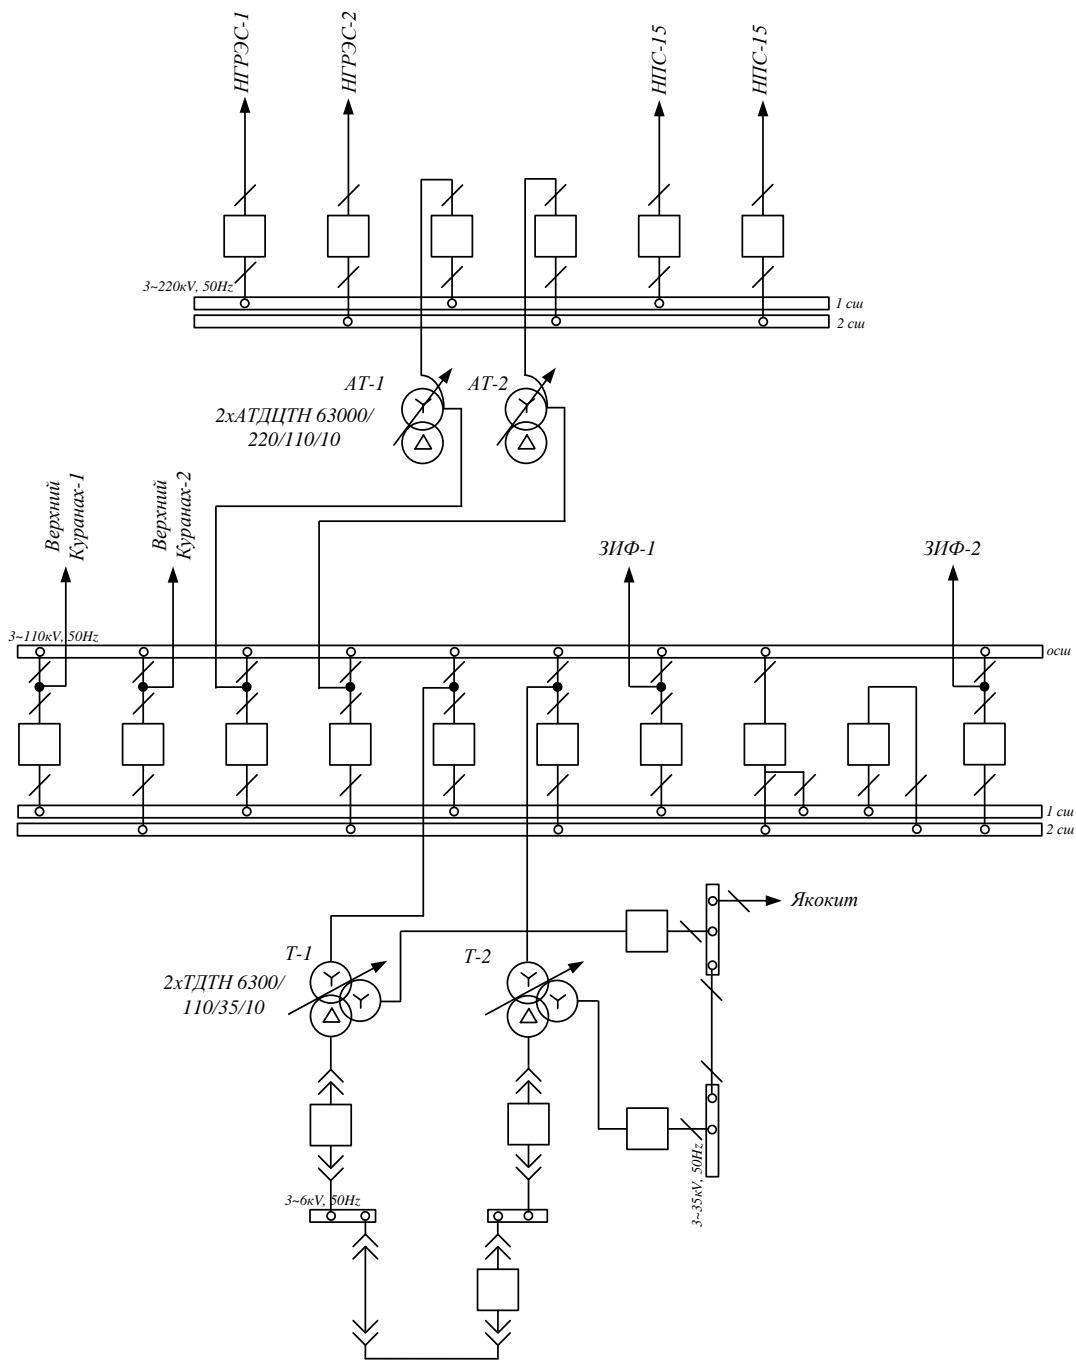 НГРЭС-1
НГРЭС-2
НПС-15
НПС-15
3~220кV, 50Hz
1 сш
2 сш
АТ-1
АТ-2
2хАТДЦТН 63000/
220/110/10
Верхний
Куранах-1
Верхний
Куранах-2
ЗИФ-1
ЗИФ-2
3~110кV, 50Hz
осш
1 сш
2 сш
Якокит
Т-1
Т-2
2хТДТН 6300/
110/35/10
3~35кV, 50Hz
3~6кV, 50Hz